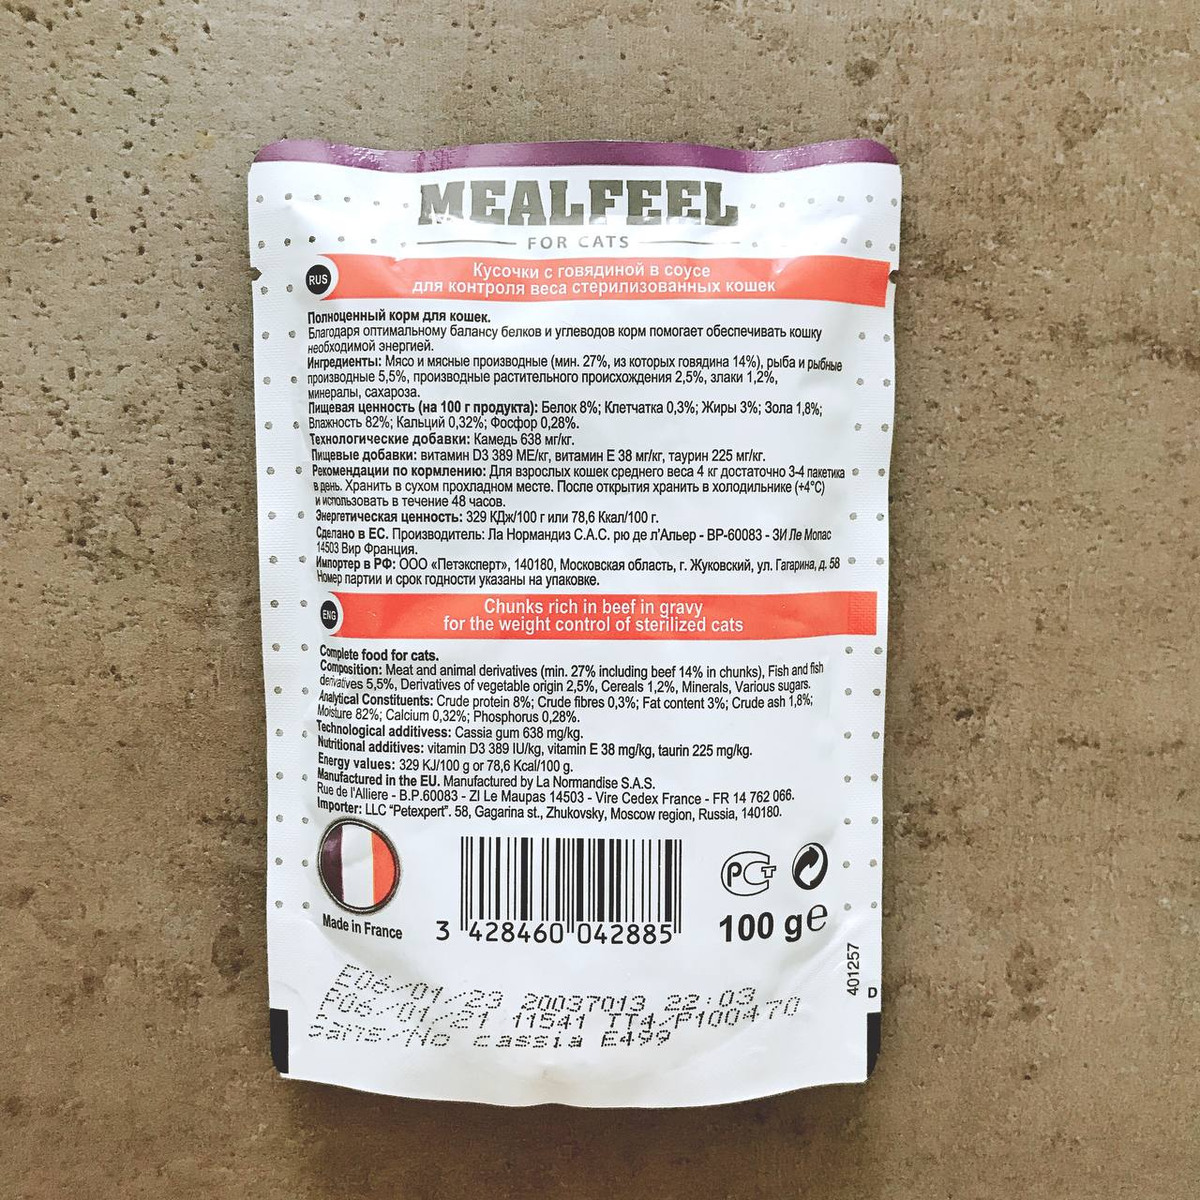 MEALFEEL
FOR CATS
RUS
Кусочки с говядиной в соусе
для контроля веса стерилизованных кошек
Полноценный корм для кошек.
Благодаря оптимальному балансу белков и углеводов корм помогает обеспечивать кошку
необходимой энергией.
Ингредиенты: Мясо и мясные производные (мин. 27%, из которых говядина 14%), рыба и рыбные
производные 5,5%, производные растительного происхождения 2,5%, злаки 1,2%,
минералы, сахароза.
Пищевая ценность (на 100 г продукта): Белок 8%; Клетчатка 0,3%; Жиры 3%; Зола 1,8%;
Влажность 82%; Кальций 0,32%; Фосфор 0,28%.
Технологические добавки: Камедь 638 мг/кг.
Пищевые добавки: витамин D3 389 МЕ/кг, витамин Е 38 мг/кг, таурин 225 мг/кг.
Рекомендации по кормлению: Для взрослых кошек среднего веса 4 кг достаточно 3-4 пакетика
в день. Хранить в сухом прохладном месте. После открытия хранить в холодильнике (+4°С)
и использовать в течение 48 часов.
Энергетическая ценность: 329 КДж/100 г или 78,6 Ккал/100 г.
Сделано в ЕС. Производитель: Ла Нормандиз С.А.С. рю де л'Альер - ВР-60083 - ЗИ Ле Мопас
14503 Вир Франция.
Импортер в РФ: ООО «Петэксперт», 140180, Московская область, г. Жуковский, ул. Гагарина, д. 58
Номер партии и срок годности указаны на упаковке.
ENG
Chunks rich in beef in gravy
for the weight control of sterilized cats
Complete food for cats.
Composition: Meat and animal derivatives (min. 27% including beef 14% in chunks), Fish and fish
derivatives 5,5%, Derivatives of vegetable origin 2,5%, Cereals 1,2%, Minerals, Various sugars.
Analytical Constituents: Crude protein 8%; Crude fibres 0,3%; Fat content 3%; Crude ash 1,8%;
Moisture 82%; Calcium 0,32%; Phosphorus 0,28%.
Technological additivess: Cassia gum 638 mg/kg.
Nutritional additives: vitamin D3 389 IU/kg, vitamin E 38 mg/kg, taurin 225 mg/kg.
Energy values: 329 KJ/100 g or 78,6 Kcal/100 g.
Manufactured in the EU. Manufactured by La Normandise S.A.S.
Rue de l'Alliere - B.P.60083 - ZI Le Maupas 14503 - Vire Cedex France - FR 14 762 066.
Importer: LLC “Petexpert”. 58, Gagarina st., Zhukovsky, Moscow region, Russia, 140180.
Made in France
3 428460 042885
РСТ
100 g e
401257
D
E06/01/23 20037013 22:03
F06/01/21 11541 TT4/P100470
Sans/No cassia E499